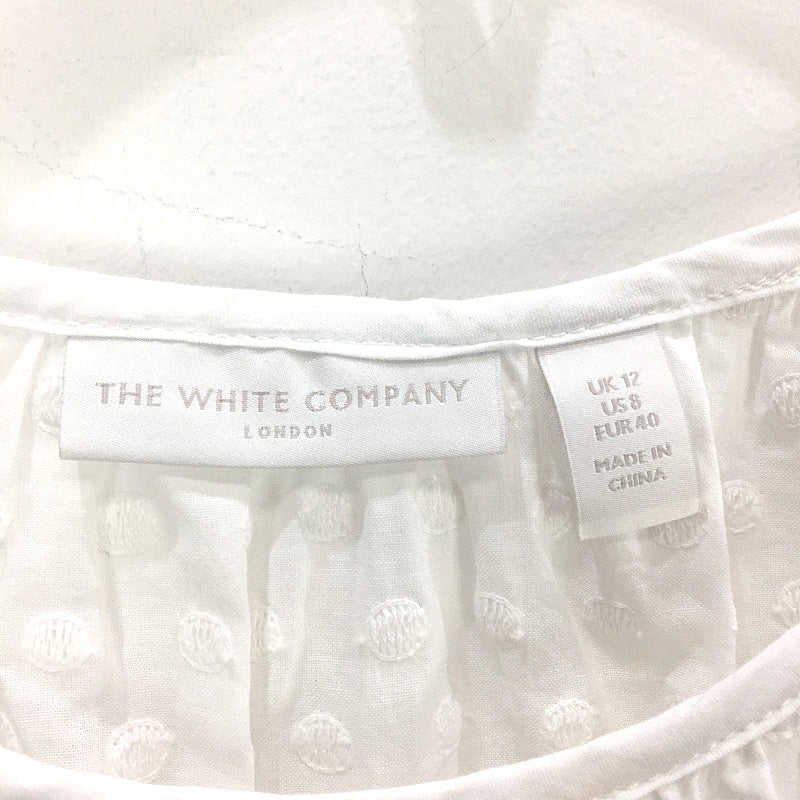 THE WHITE COMPANY
LONDON
UK 12
US 8
EUR 40
MADE IN
CHINA